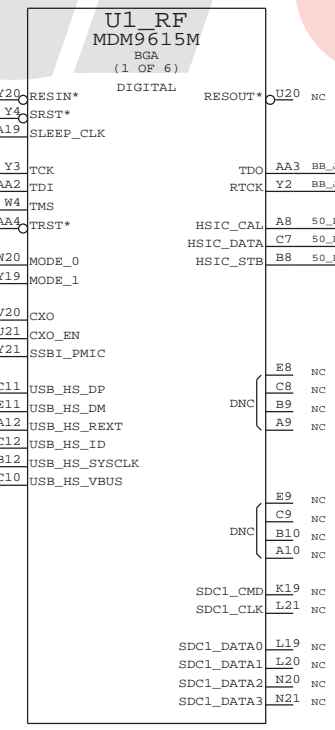 U1_RF
MDM9615M
BGA
(1 OF 6)
DIGITAL
Y20 RESIN* RESOUT* U20 NC
Y4 SRST*
A19 SLEEP_CLK
Y3 TCK TDO AA3
AA2 TDI RTCK Y2
W4 TMS
AA4 TRST* HSIC_CAL A8
HSIC_DATA C7
W20 MODE_0 HSIC_STB B8
Y19 MODE_1
V20 CXO
U21 CXO_EN
Y21 SSBI_PMIC
E8 NC
C11 USB_HS_DP C8 NC
E11 USB_HS_DM DNC B9 NC
A12 USB_HS_REXT A9 NC
C12 USB_HS_ID
B12 USB_HS_SYSCLK
C10 USB_HS_VBUS
E9 NC
C9 NC
DNC B10 NC
A10 NC
SDC1_CMD K19 NC
SDC1_CLK L21 NC
SDC1_DATA0 L19 NC
SDC1_DATA1 L20 NC
SDC1_DATA2 N20 NC
SDC1_DATA3 N21 NC